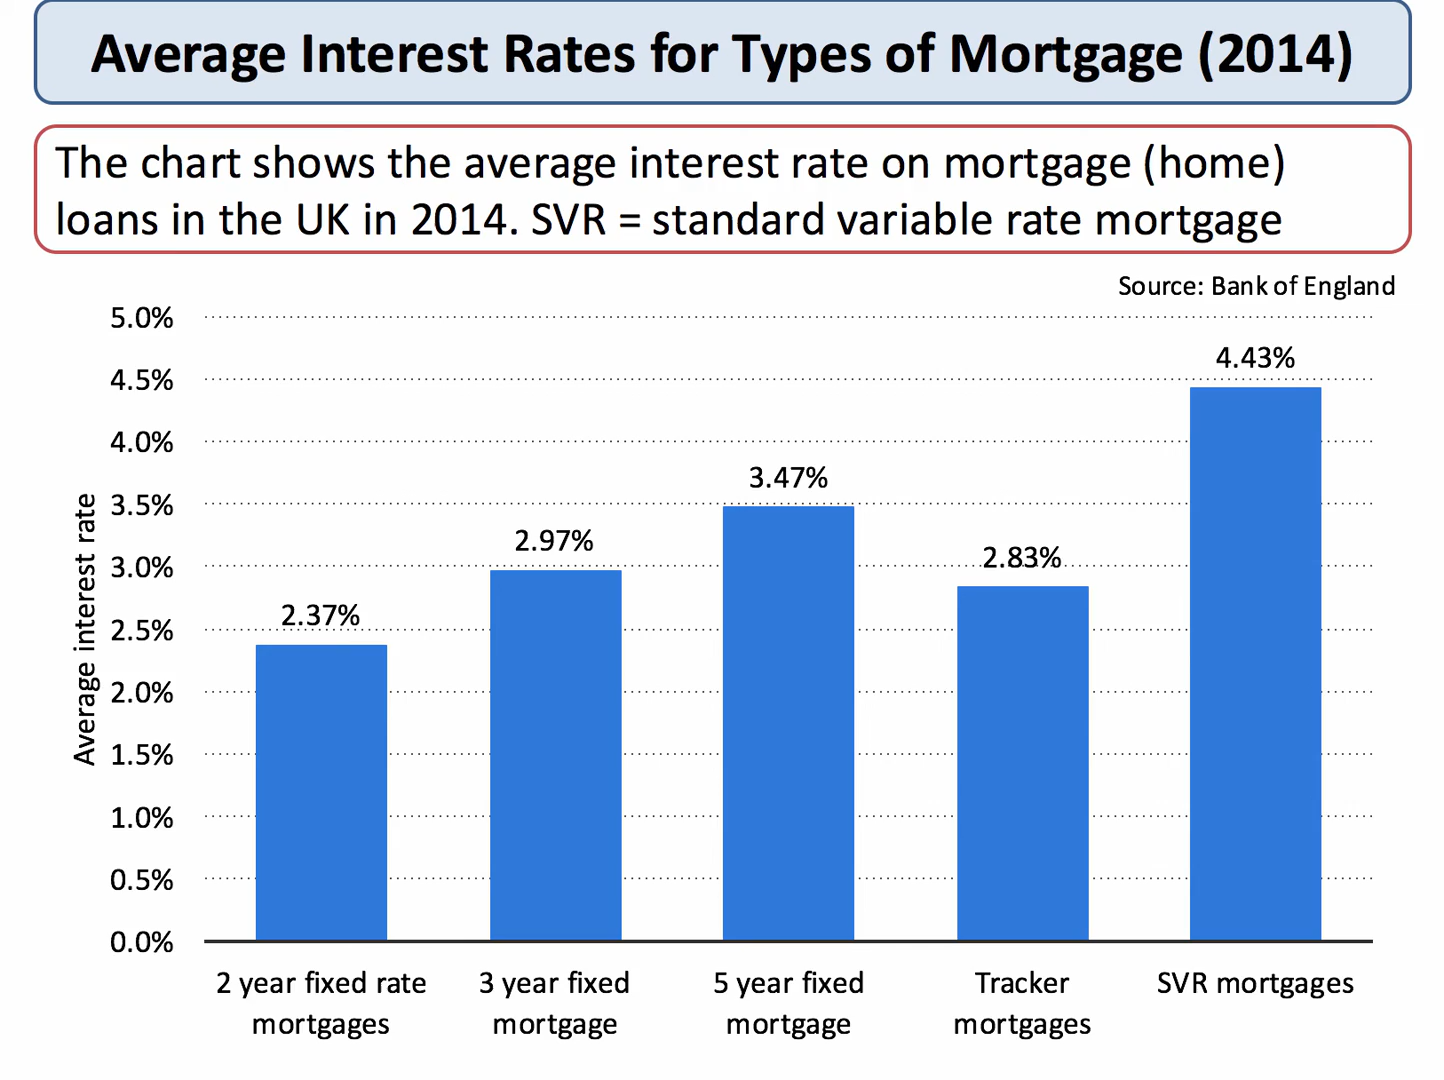 Average Interest Rates for Types of Mortgage (2014)
The chart shows the average interest rate on mortgage (home)
loans in the UK in 2014. SVR = standard variable rate mortgage
Source: Bank of England
Average interest rate
5.0%
4.5%
4.0%
3.5%
3.0%
2.5%
2.0%
1.5%
1.0%
0.5%
0.0%
2.37%
2.97%
3.47%
2.83%
4.43%
2 year fixed rate
mortgages
3 year fixed
mortgage
5 year fixed
mortgage
Tracker
mortgages
SVR mortgages